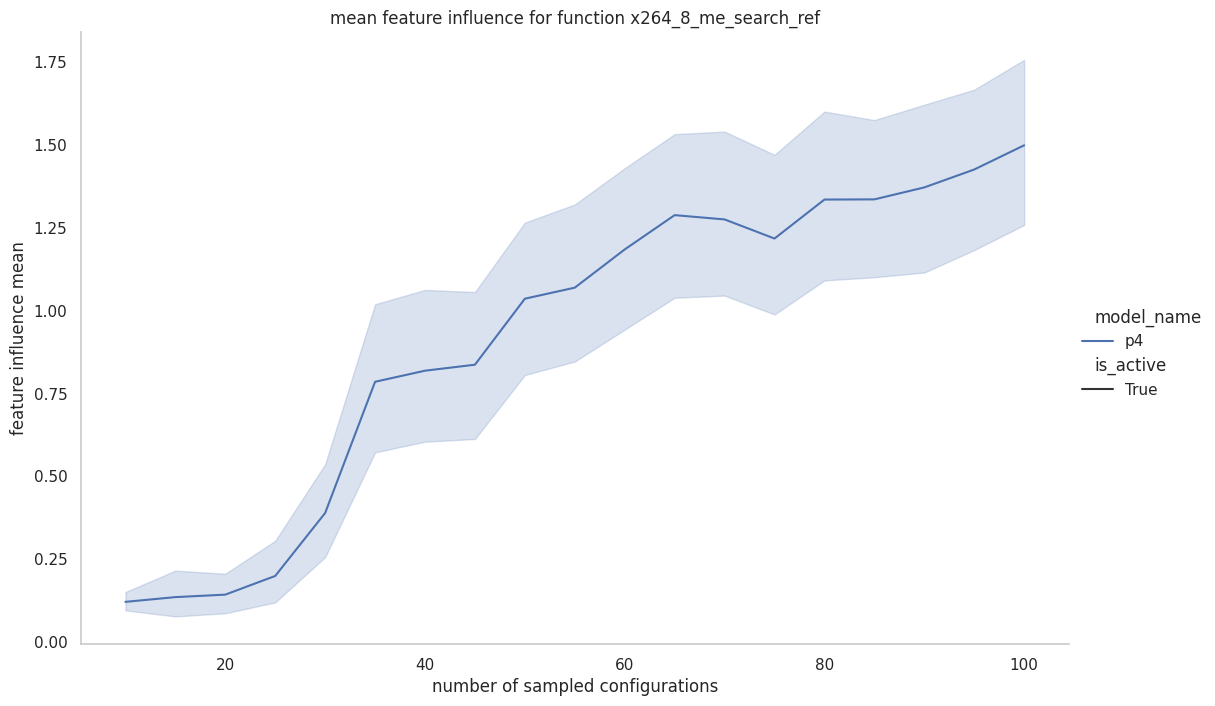 mean feature influence for function x264_8_me_search_ref
1.75
1.50
1.25
1.00
0.75
0.50
0.25
0.00
feature influence mean
20
40
60
80
100
number of sampled configurations
model_name
p4
is_active
True